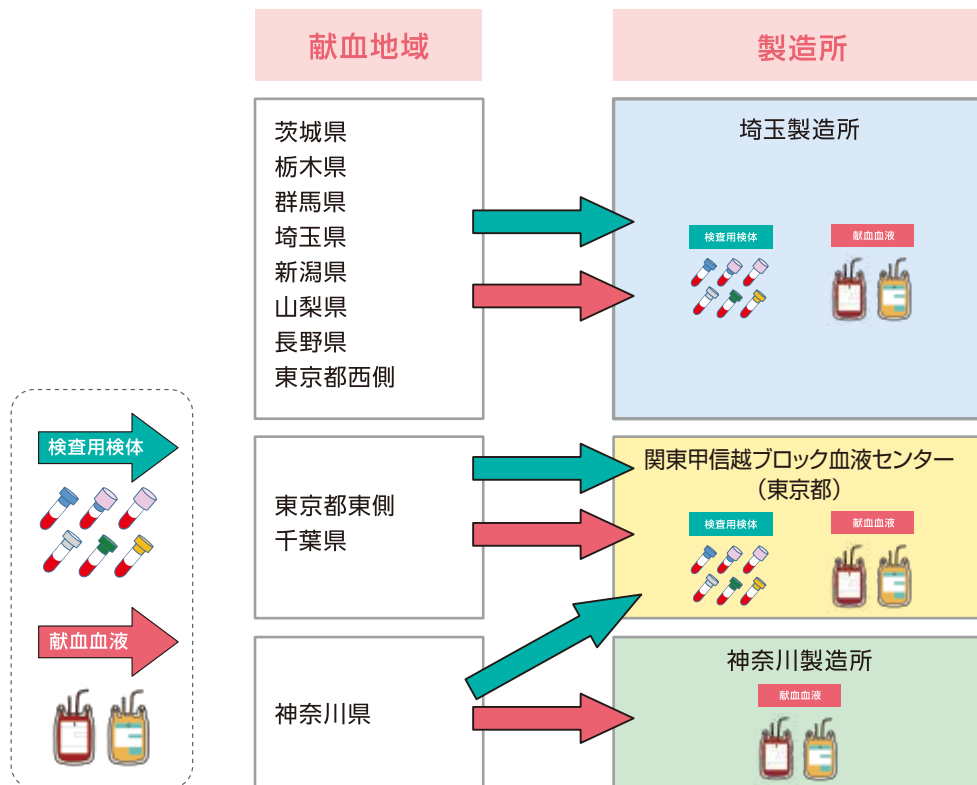 献血地域
製造所
茨城県
栃木県
群馬県
埼玉県
新潟県
山梨県
長野県
東京都西側
埼玉製造所
検査用検体
献血血液
東京都東側
千葉県
関東甲信越ブロック血液センター
(東京都)
検査用検体
献血血液
神奈川県
神奈川製造所
献血血液
検査用検体
献血血液